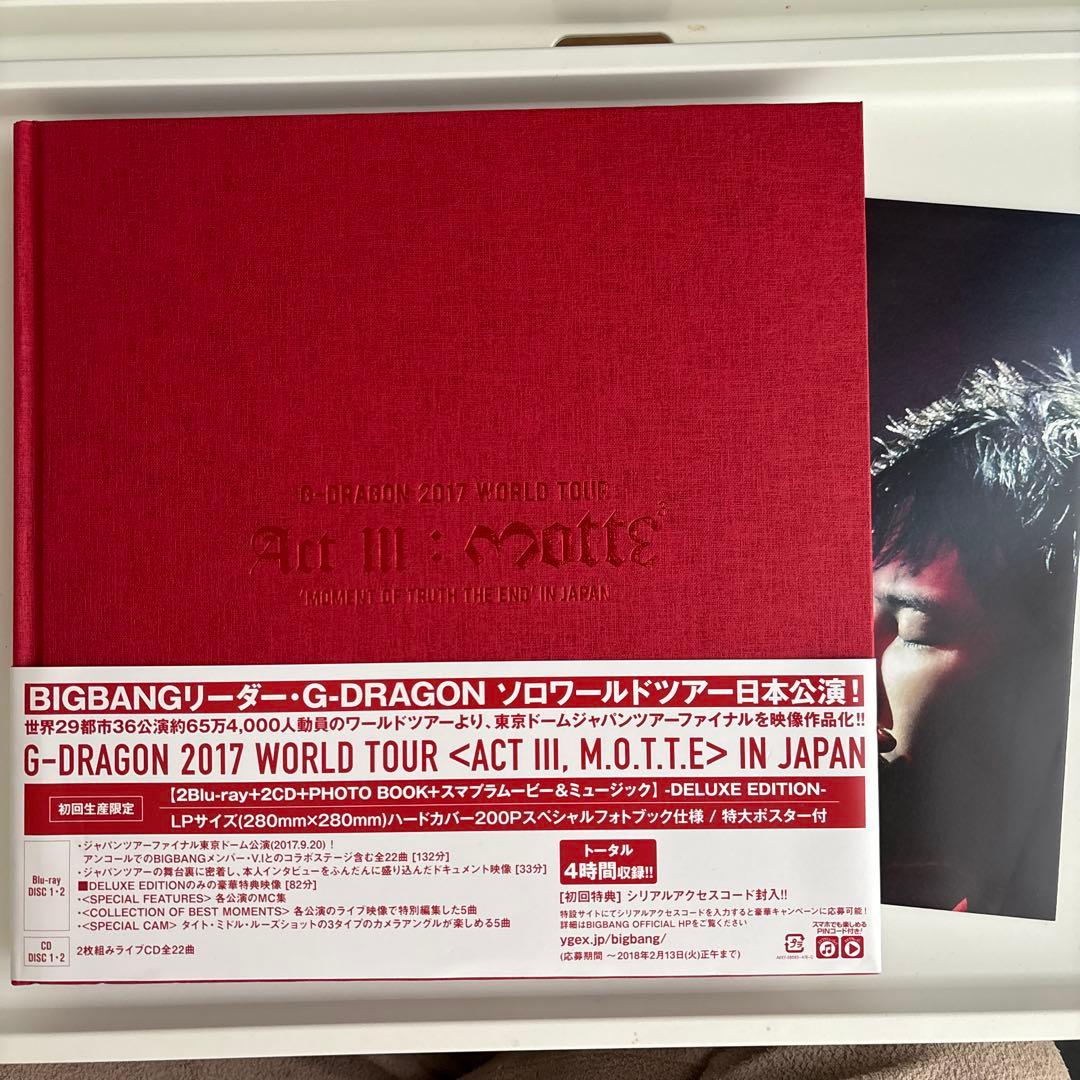 G-DRAGON 2017 WORLD TOUR
Act III : Motte
'MOMENT OF TRUTH THE END' IN JAPAN
BIGBANGリーダー・G-DRAGON ソロワールドツアー日本公演!
世界29都市36公演約65万4,000人動員のワールドツアーより、東京ドームジャパンツアーファイナルを映像作品化!!
G-DRAGON 2017 WORLD TOUR <ACT III, M.O.T.T.E> IN JAPAN
初回生産限定
【2Blu-ray+2CD+PHOTO BOOK+スマプラムービー&ミュージック】-DELUXE EDITION-
LPサイズ(280mm×280mm)ハードカバー200Pスペシャルフォトブック仕様 / 特大ポスター付
Blu-ray
DISC 1・2
・ジャパンツアーファイナル東京ドーム公演(2017.9.20)!
アンコールでのBIGBANGメンバー・V.Iとのコラボステージ含む全22曲 [132分]
・ジャパンツアーの舞台裏に密着し、本人インタビューをふんだんに盛り込んだドキュメント映像 [33分]
■DELUXE EDITIONのみの豪華特典映像 [82分]
・<SPECIAL FEATURES> 各公演のMC集
・<COLLECTION OF BEST MOMENTS> 各公演のライブ映像で特別編集した5曲
・<SPECIAL CAM> タイト・ミドル・ルーズショットの3タイプのカメラアングルが楽しめる5曲
CD
DISC 1・2
2枚組みライブCD全22曲
トータル
4時間収録!!
[初回特典] シリアルアクセスコード封入!!
特設サイトにてシリアルアクセスコードを入力すると豪華キャンペーンに応募可能!
詳細はBIGBANG OFFICIAL HPをご覧ください
ygex.jp/bigbang/
(応募期間 ～2018年2月13日(火)正午まで)
スマホでも楽しめる
PINコード付き!
プラ